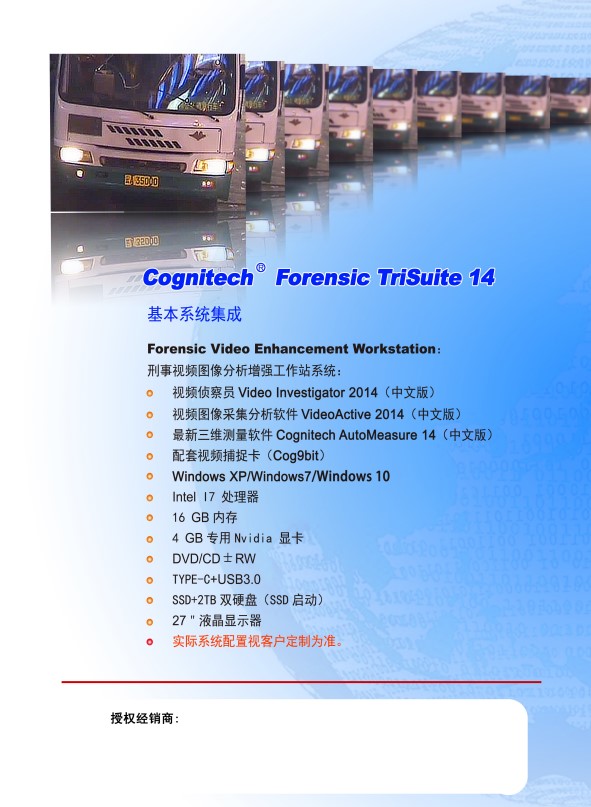 Cognitech® Forensic TriSuite 14
基本系统集成
Forensic Video Enhancement Workstation:
刑事视频图像分析增强工作站系统:
视频侦察员 Video Investigator 2014（中文版）
视频图像采集分析软件 VideoActive 2014（中文版）
最新三维测量软件 Cognitech AutoMeasure 14（中文版）
配套视频捕捉卡（Cog9bit）
Windows XP/Windows7/Windows 10
Intel I7 处理器
16 GB 内存
4 GB 专用 Nvidia 显卡
DVD/CD±RW
TYPE-C+USB3.0
SSD+2TB 双硬盘（SSD 启动）
27 " 液晶显示器
实际系统配置视客户定制为准。
授权经销商：